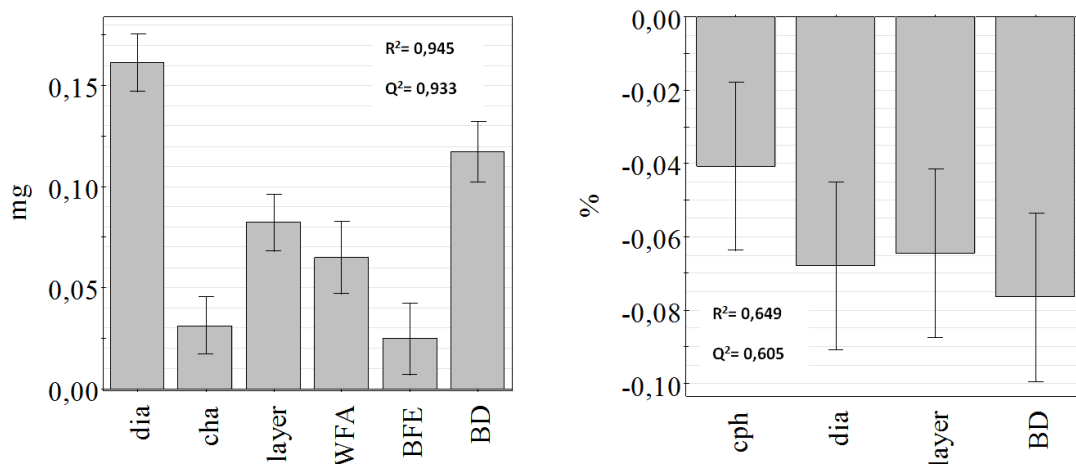 R²= 0,945
Q²= 0,933
0,15
0,10
0,05
0,00
mg
dia
cha
layer
WFA
BFE
BD
0,00
-0,02
-0,04
-0,06
-0,08
-0,10
%
R²= 0,649
Q²= 0,605
cph
dia
layer
BD